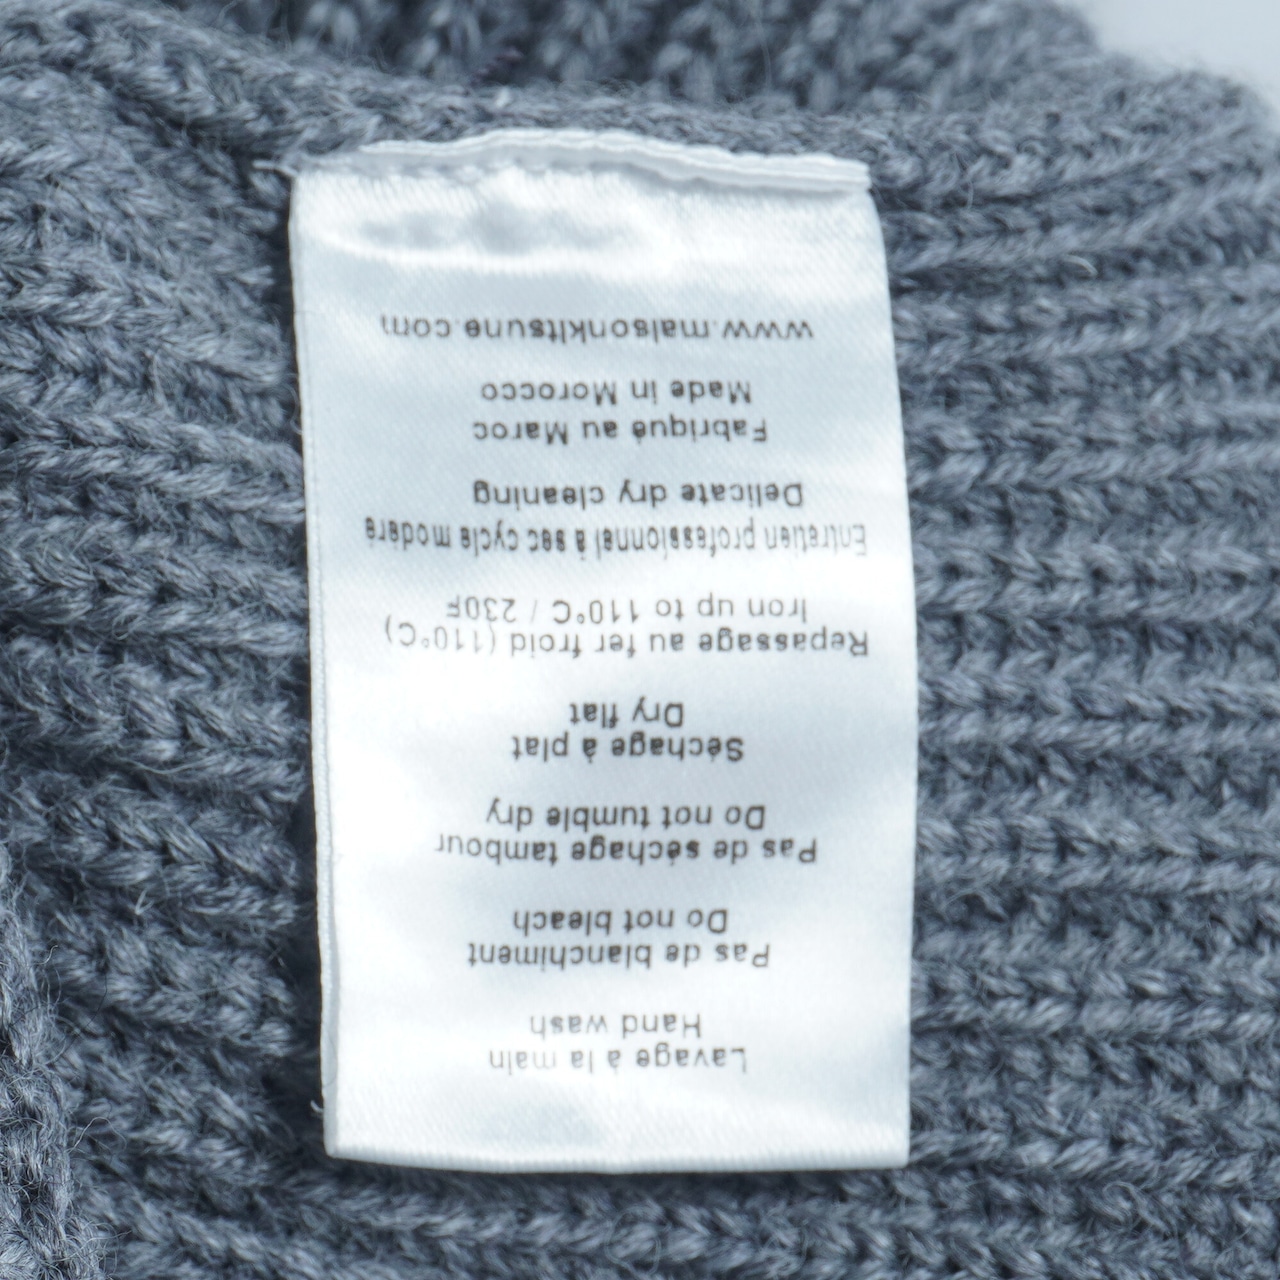 Lavage à la main
Hand wash
Pas de blanchiment
Do not bleach
Pas de séchage tambour
Do not tumble dry
Séchage à plat
Dry flat
Repassage au fer froid (110°C)
Iron up to 110°C / 230F
Entretien professionnal à sec cycle modéré
Delicate dry cleaning
Fabriqué au Maroc
Made in Morocco
www.maisonkitsune.com